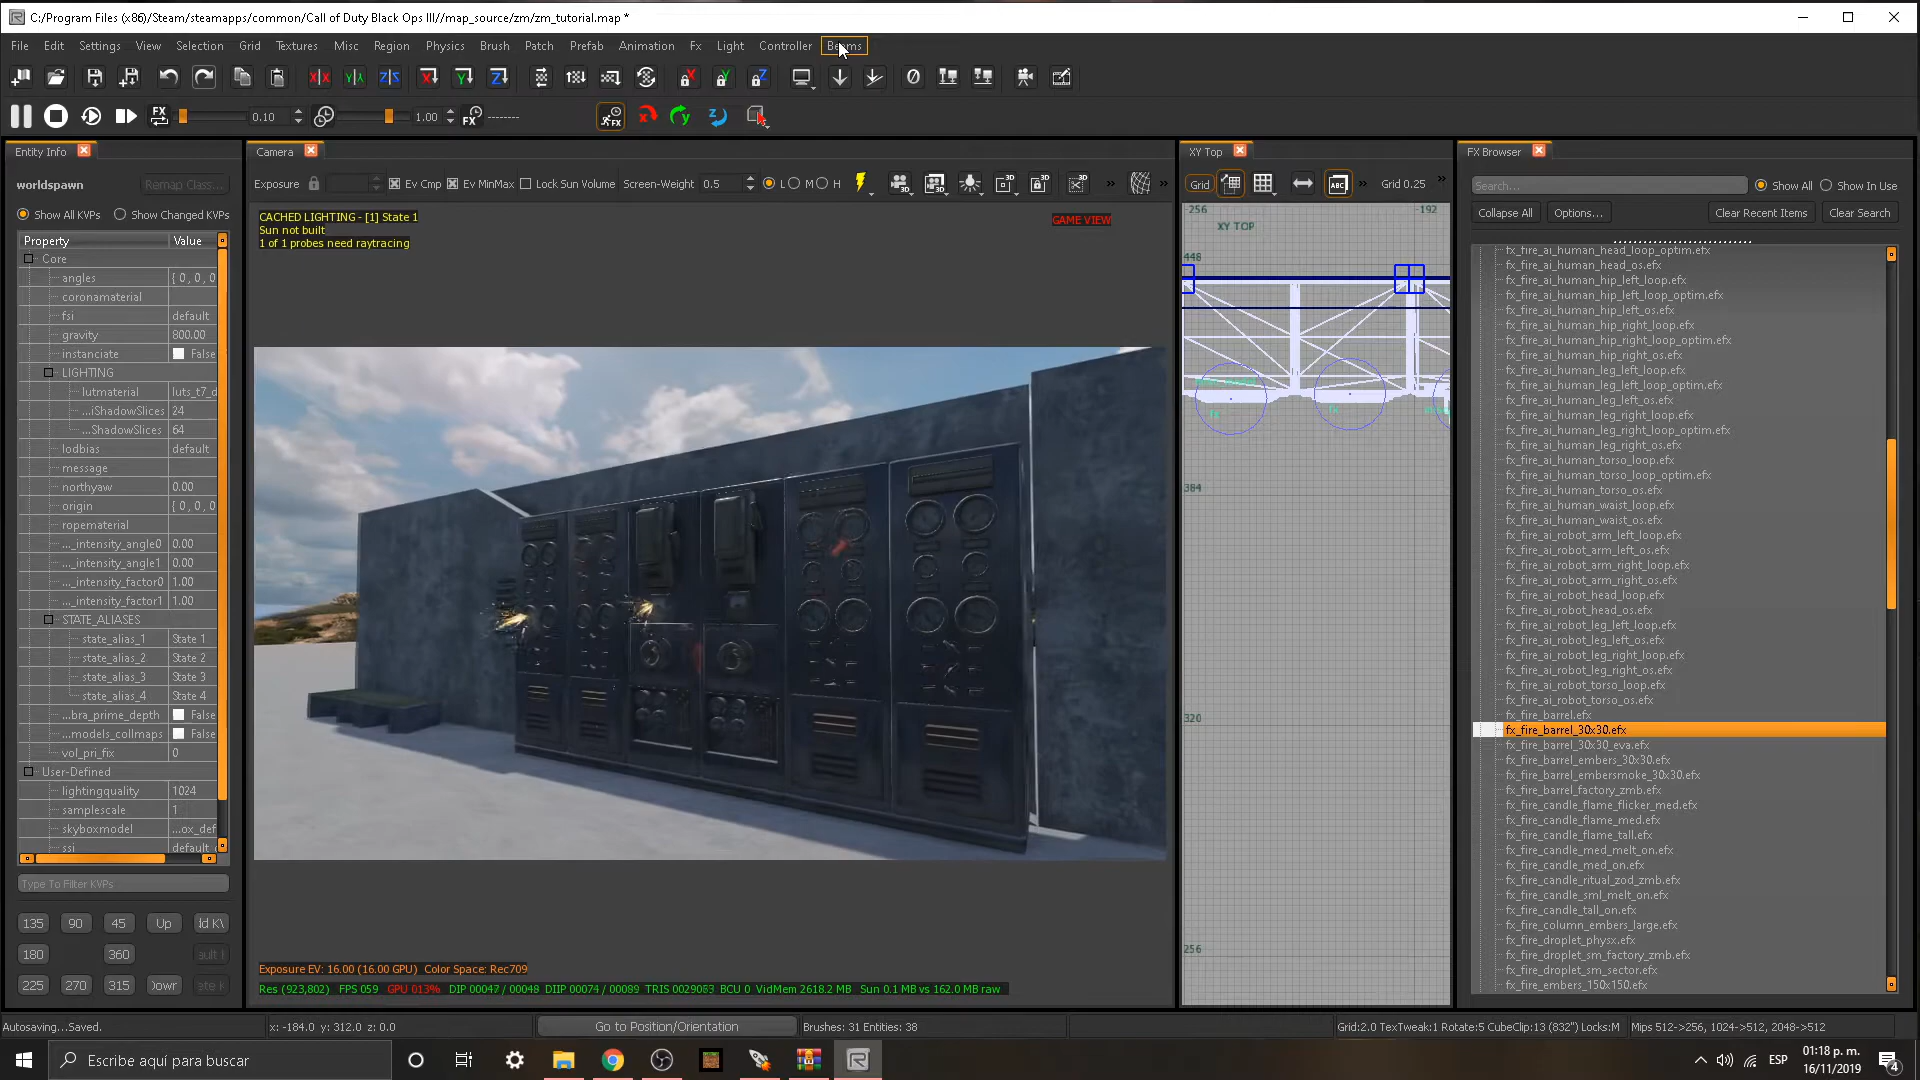 C:/Program Files (x86)/Steam/steamapps/common/Call of Duty Black Ops III//map_source/zm/zm_tutorial.map *
File Edit Settings View Selection Grid Textures Misc Region Physics Brush Patch Prefab Animation Fx Light Controller Beams
FX 0.10 1.00 FX -------- FX
Entity Info
worldspawn
Remap Class...
Show All KVPs Show Changed KVPs
Property Value
Core
angles { 0 , 0 , 0
coronamaterial
fsi default
gravity 800.00
instanciate False
LIGHTING
lutmaterial luts_t7_d
...iShadowSlices 24
...ShadowSlices 64
lodbias default
message
northyaw 0.00
origin { 0 , 0 , 0
ropematerial
..._intensity_angle0 0.00
..._intensity_angle1 0.00
..._intensity_factor0 1.00
..._intensity_factor1 1.00
STATE_ALIASES
state_alias_1 State 1
state_alias_2 State 2
state_alias_3 State 3
state_alias_4 State 4
...bra_prime_depth False
...models_collmaps False
vol_pri_fix 0
User-Defined
lightingquality 1024
samplescale 1
skyboxmodel ...ox_def
ssi default_
Type To Filter KVPs
135 90 45 Up
180 360
225 270 315
Camera
Exposure Ev Cmp Ev MinMax Lock Sun Volume Screen-Weight 0.5 L M H
CACHED LIGHTING - [1] State 1
Sun not built
1 of 1 probes need raytracing
GAME VIEW
Exposure EV: 16.00 (16.00 GPU) Color Space: Rec709
Res (923,802) FPS 059 GPU 013% DIP 00047 / 00048 DIIP 00074 / 00089 TRIS 0029083 BCU 0 VidMem 2618.2 MB Sun 0.1 MB vs 162.0 MB raw
XY Top
Grid ABC Grid 0.25
-256 -192
XY TOP
448
fx fx
384
320
256
FX Browser
Search... Show All Show In Use
Collapse All Options... Clear Recent Items Clear Search
fx_fire_ai_human_head_loop_optim.efx
fx_fire_ai_human_head_os.efx
fx_fire_ai_human_hip_left_loop.efx
fx_fire_ai_human_hip_left_loop_optim.efx
fx_fire_ai_human_hip_left_os.efx
fx_fire_ai_human_hip_right_loop.efx
fx_fire_ai_human_hip_right_loop_optim.efx
fx_fire_ai_human_hip_right_os.efx
fx_fire_ai_human_leg_left_loop.efx
fx_fire_ai_human_leg_left_loop_optim.efx
fx_fire_ai_human_leg_left_os.efx
fx_fire_ai_human_leg_right_loop.efx
fx_fire_ai_human_leg_right_loop_optim.efx
fx_fire_ai_human_leg_right_os.efx
fx_fire_ai_human_torso_loop.efx
fx_fire_ai_human_torso_loop_optim.efx
fx_fire_ai_human_torso_os.efx
fx_fire_ai_human_waist_loop.efx
fx_fire_ai_human_waist_os.efx
fx_fire_ai_robot_arm_left_loop.efx
fx_fire_ai_robot_arm_left_os.efx
fx_fire_ai_robot_arm_right_loop.efx
fx_fire_ai_robot_arm_right_os.efx
fx_fire_ai_robot_head_loop.efx
fx_fire_ai_robot_head_os.efx
fx_fire_ai_robot_leg_left_loop.efx
fx_fire_ai_robot_leg_left_os.efx
fx_fire_ai_robot_leg_right_loop.efx
fx_fire_ai_robot_leg_right_os.efx
fx_fire_ai_robot_torso_loop.efx
fx_fire_ai_robot_torso_os.efx
fx_fire_barrel.efx
fx_fire_barrel_30x30.efx
fx_fire_barrel_30x30_eva.efx
fx_fire_barrel_embers_30x30.efx
fx_fire_barrel_embersmoke_30x30.efx
fx_fire_barrel_factory_zmb.efx
fx_fire_candle_flame_flicker_med.efx
fx_fire_candle_flame_med.efx
fx_fire_candle_flame_tall.efx
fx_fire_candle_med_melt_on.efx
fx_fire_candle_med_on.efx
fx_fire_candle_ritual_zod_zmb.efx
fx_fire_candle_sml_melt_on.efx
fx_fire_candle_tall_on.efx
fx_fire_column_embers_large.efx
fx_fire_droplet_physx.efx
fx_fire_droplet_sm_factory_zmb.efx
fx_fire_droplet_sm_sector.efx
fx_fire_embers_150x150.efx
Autosaving...Saved. x: -184.0 y: 312.0 z: 0.0 Go to Position/Orientation Brushes: 31 Entities: 38 Grid:2.0 TexTweak:1 Rotate:5 CubeClip:13 (832") Locks:M Mips 512->256, 1024->512, 2048->512
Escribe aquí para buscar
ESP
01:18 p. m.
16/11/2019
4